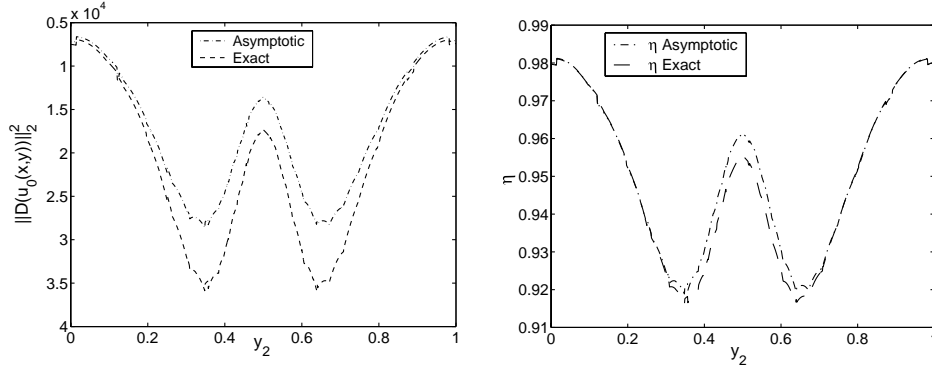 x 10^4
0.5
1
1.5
2
2.5
3
3.5
4
0 0.2 0.4 0.6 0.8 1
y_2
||D(u_0(x,y))||_2^2
Asymptotic
Exact
0.99
0.98
0.97
0.96
0.95
0.94
0.93
0.92
0.91
0 0.2 0.4 0.6 0.8 1
y_2
η
η Asymptotic
η Exact